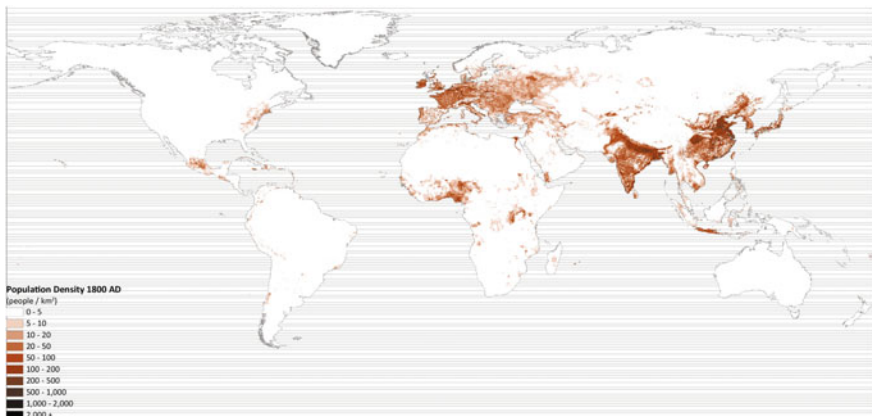 Population Density 1800 AD
(people / km²)
0 - 5
5 - 10
10 - 20
20 - 50
50 - 100
100 - 200
200 - 500
500 - 1,000
1,000 - 2,000
2,000 +